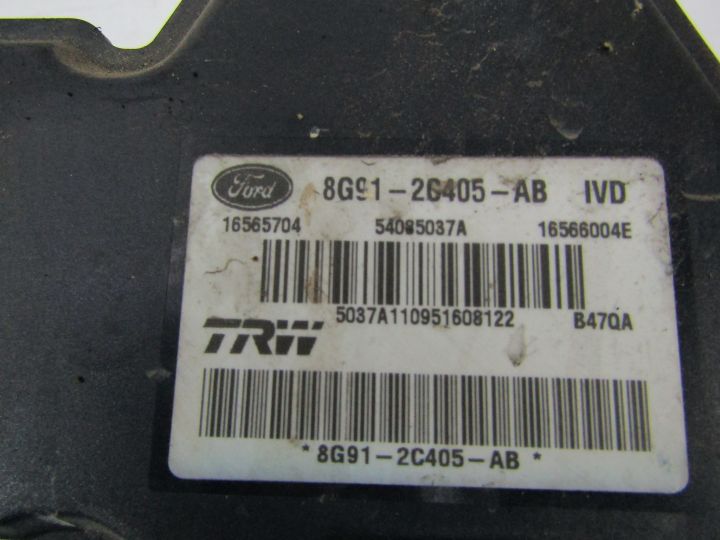 Ford 8G91-2C405-AB IVD
16565704 54085037A 16566004E
5037A110951608122 B47QA
TRW
*8G91-2C405-AB*